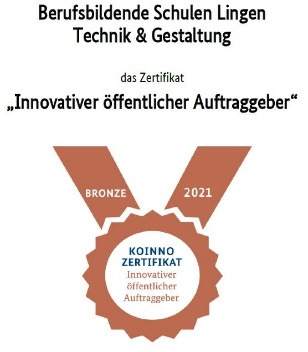 Berufsbildende Schulen Lingen
Technik & Gestaltung
das Zertifikat
„Innovativer öffentlicher Auftraggeber“
BRONZE 2021
KOINNO
ZERTIFIKAT
Innovativer
öffentlicher
Auftraggeber